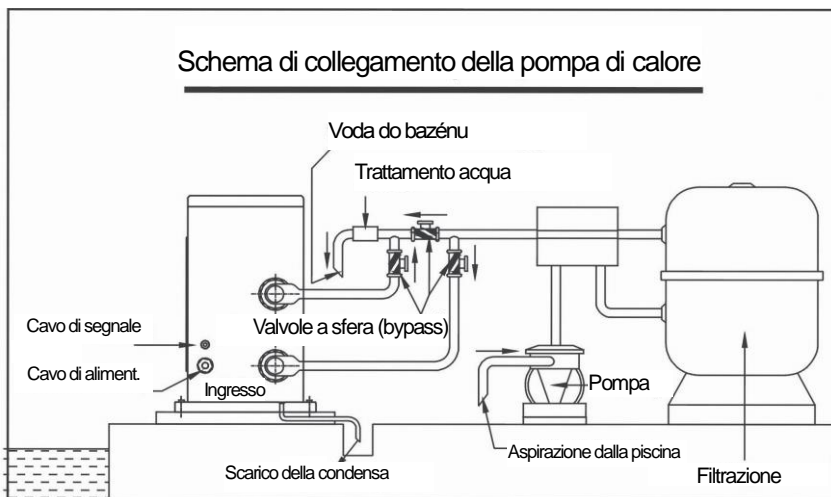 Schema di collegamento della pompa di calore
Voda do bazénu
Trattamento acqua
Cavo di segnale
Valvole a sfera (bypass)
Cavo di aliment.
Ingresso
Pompa
Aspirazione dalla piscina
Scarico della condensa
Filtrazione